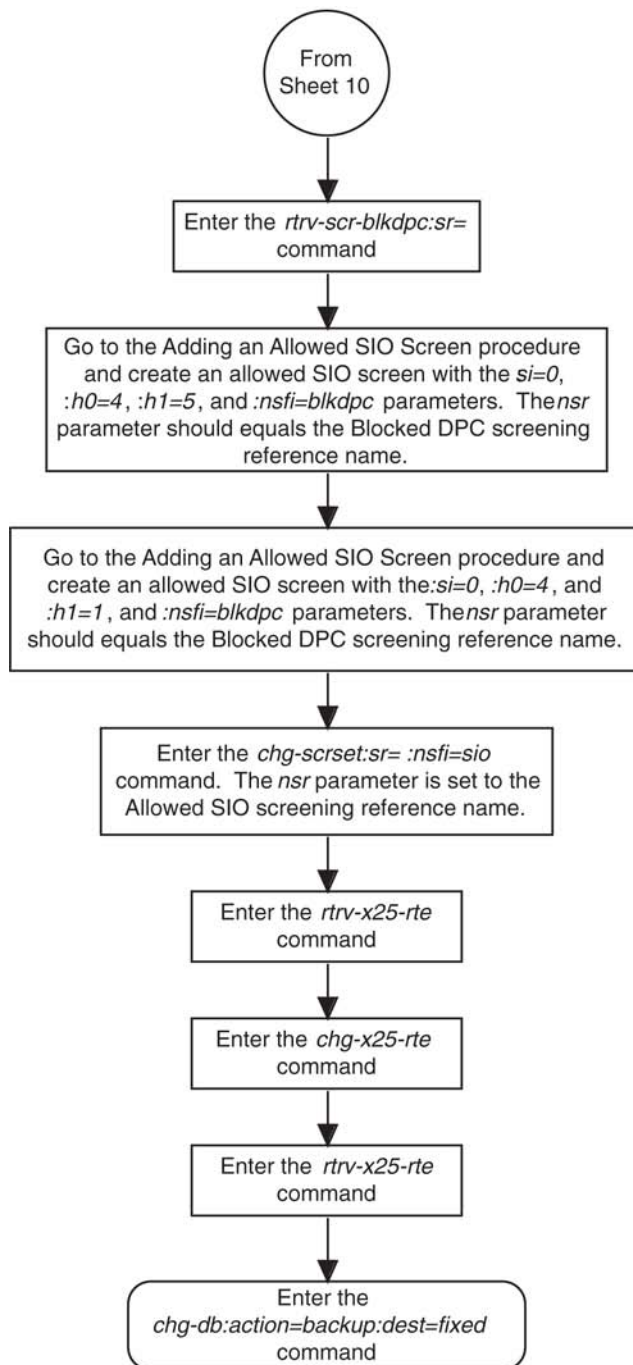 From
Sheet 10
Enter the rtrv-scr-blkdpc:sr=
command
Go to the Adding an Allowed SIO Screen procedure
and create an allowed SIO screen with the si=0,
:h0=4, :h1=5, and :nsfi=blkdpc parameters. The nsr
parameter should equals the Blocked DPC screening
reference name.
Go to the Adding an Allowed SIO Screen procedure and
create an allowed SIO screen with the :si=0, :h0=4, and
:h1=1, and :nsfi=blkdpc parameters. The nsr parameter
should equals the Blocked DPC screening reference name.
Enter the chg-scrset:sr= :nsfi=sio
command. The nsr parameter is set to the
Allowed SIO screening reference name.
Enter the rtrv-x25-rte
command
Enter the chg-x25-rte
command
Enter the rtrv-x25-rte
command
Enter the
chg-db:action=backup:dest=fixed
command